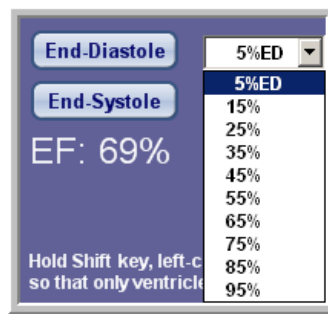 End-Diastole
5%ED
End-Systole
EF: 69%
5%ED
15%
25%
35%
45%
55%
65%
75%
85%
95%
Hold Shift key, left-c
so that only ventricle